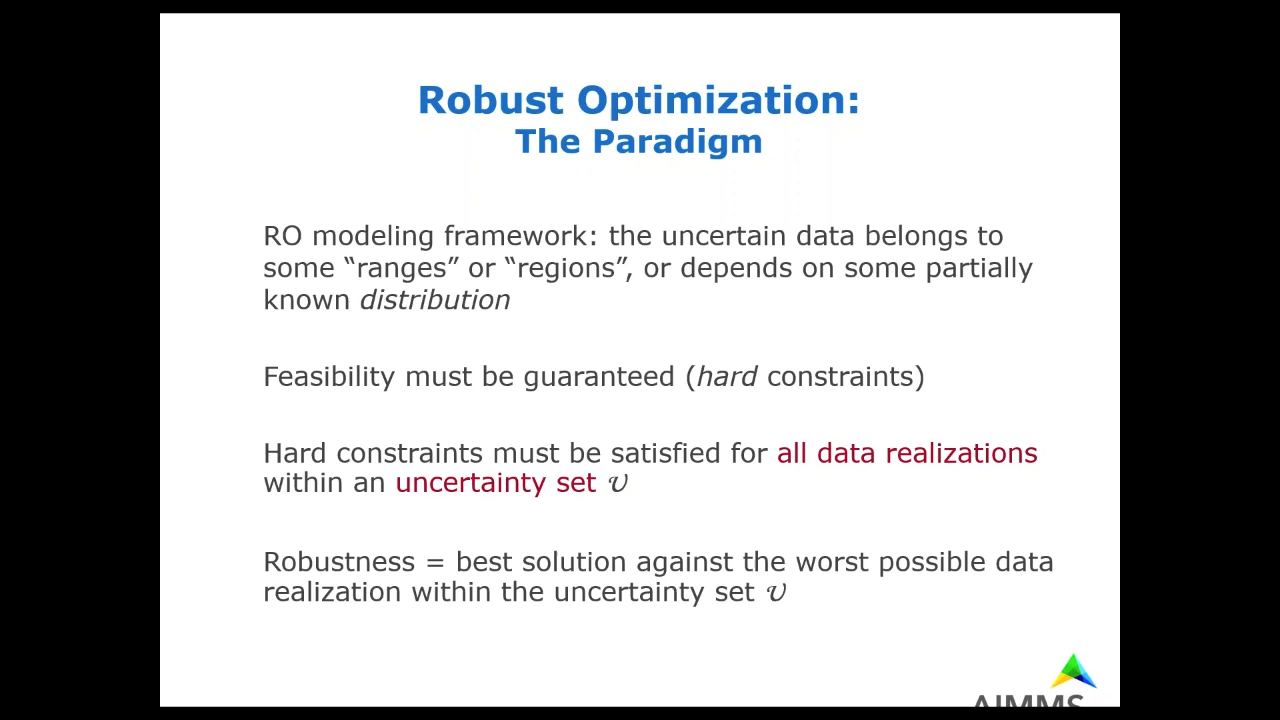 Robust Optimization:
The Paradigm
RO modeling framework: the uncertain data belongs to
some “ranges” or “regions”, or depends on some partially
known distribution
Feasibility must be guaranteed (hard constraints)
Hard constraints must be satisfied for all data realizations
within an uncertainty set 𝒰
Robustness = best solution against the worst possible data
realization within the uncertainty set 𝒰
AIMMS